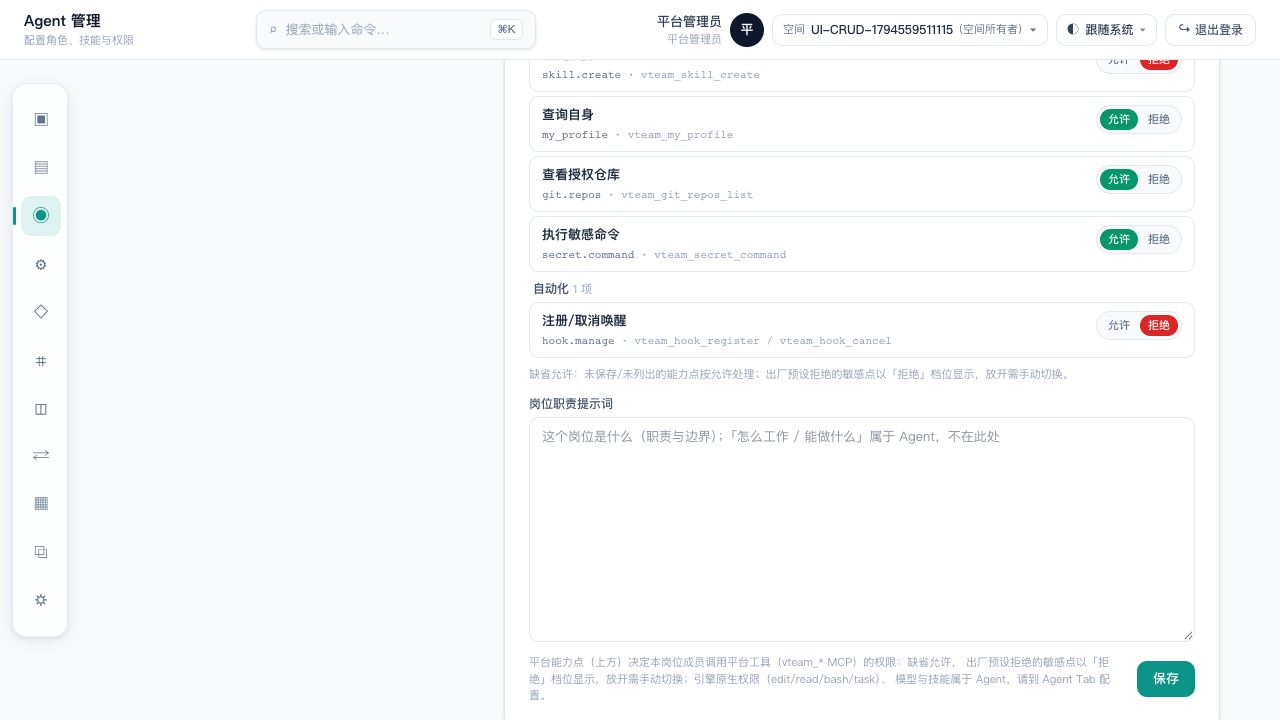 Agent 管理
配置角色、技能与权限
搜索或输入命令…
⌘K
平台管理员
平台管理员
平
空间 UI-CRUD-1794559511115 (空间所有者)
跟随系统
退出登录
允许 拒绝
skill.create · vteam_skill_create
查询自身
my_profile · vteam_my_profile
允许 拒绝
查看授权仓库
git.repos · vteam_git_repos_list
允许 拒绝
执行敏感命令
secret.command · vteam_secret_command
允许 拒绝
自动化 1 项
注册/取消唤醒
hook.manage · vteam_hook_register / vteam_hook_cancel
允许 拒绝
缺省允许：未保存/未列出的能力点按允许处理；出厂预设拒绝的敏感点以「拒绝」档位显示，放开需手动切换。
岗位职责提示词
这个岗位是什么（职责与边界）；「怎么工作 / 能做什么」属于 Agent，不在此处
平台能力点（上方）决定本岗位成员调用平台工具（vteam_* MCP）的权限：缺省允许， 出厂预设拒绝的敏感点以「拒
绝」档位显示，放开需手动切换；引擎原生权限（edit/read/bash/task）、 模型与技能属于 Agent，请到 Agent Tab 配
置。
保存